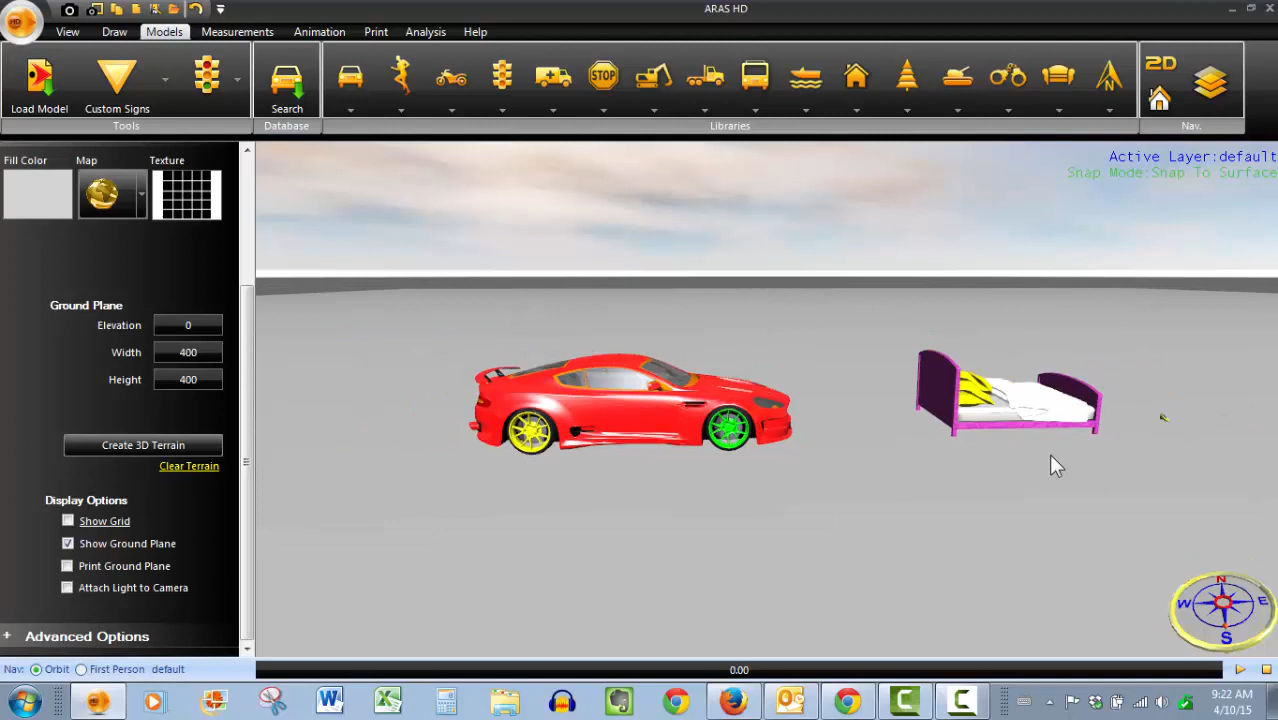 ARAS HD
HD
View Draw Models Measurements Animation Print Analysis Help
STOP
2D
Load Model Custom Signs Search
Tools Database Libraries Nav.
Fill Color Map Texture
Active Layer:default
Snap Mode:Snap To Surface
Ground Plane
Elevation 0
Width 400
Height 400
Create 3D Terrain
Clear Terrain
Display Options
Show Grid
Show Ground Plane
Print Ground Plane
Attach Light to Camera
N
W E
S
+ Advanced Options
Nav: Orbit First Person default 0.00
9:22 AM
4/10/15